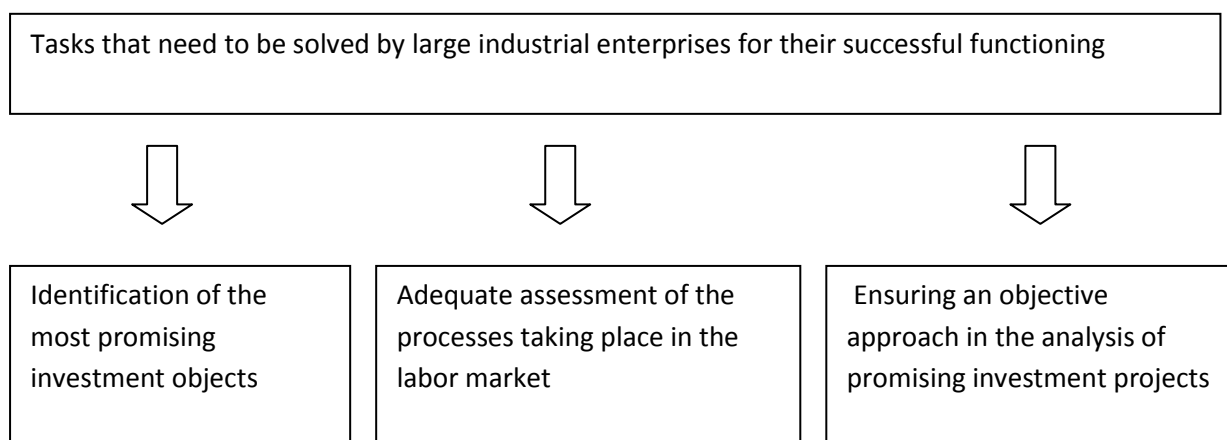 Tasks that need to be solved by large industrial enterprises for their successful functioning
Identification of the
most promising
investment objects
Adequate assessment of the
processes taking place in the
labor market
Ensuring an objective
approach in the analysis of
promising investment projects